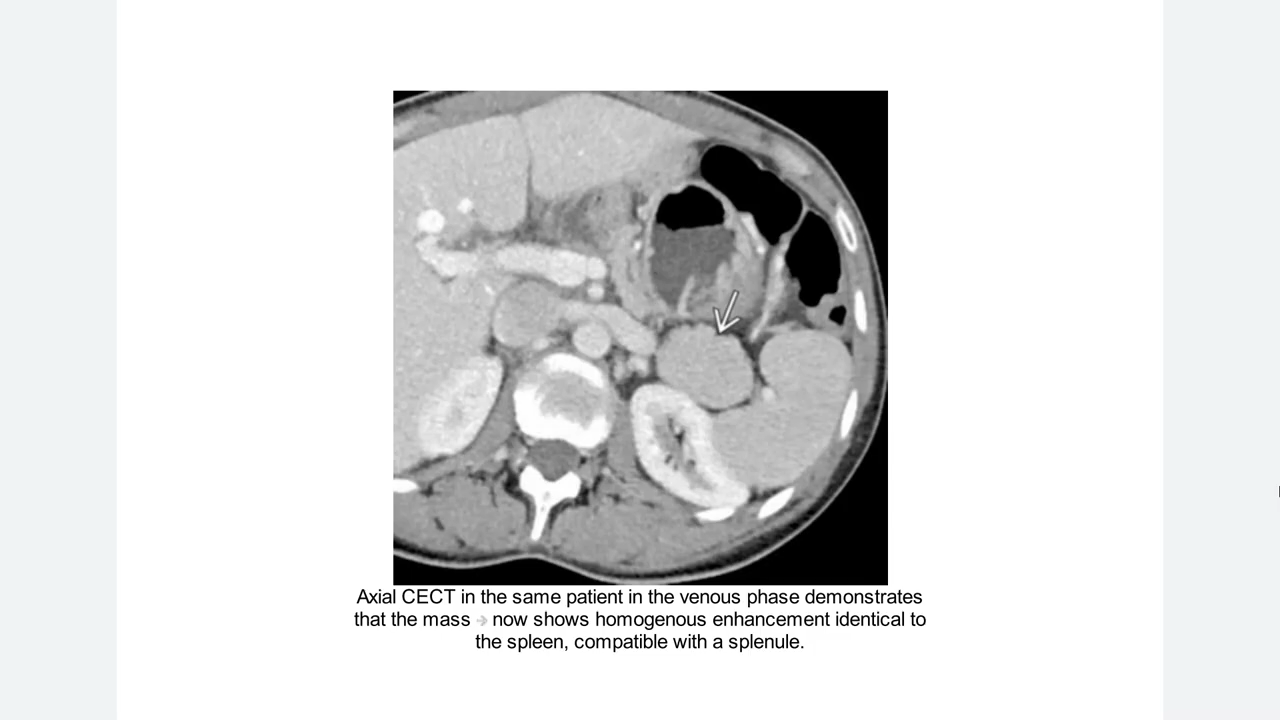 Axial CECT in the same patient in the venous phase demonstrates
that the mass → now shows homogenous enhancement identical to
the spleen, compatible with a splenule.